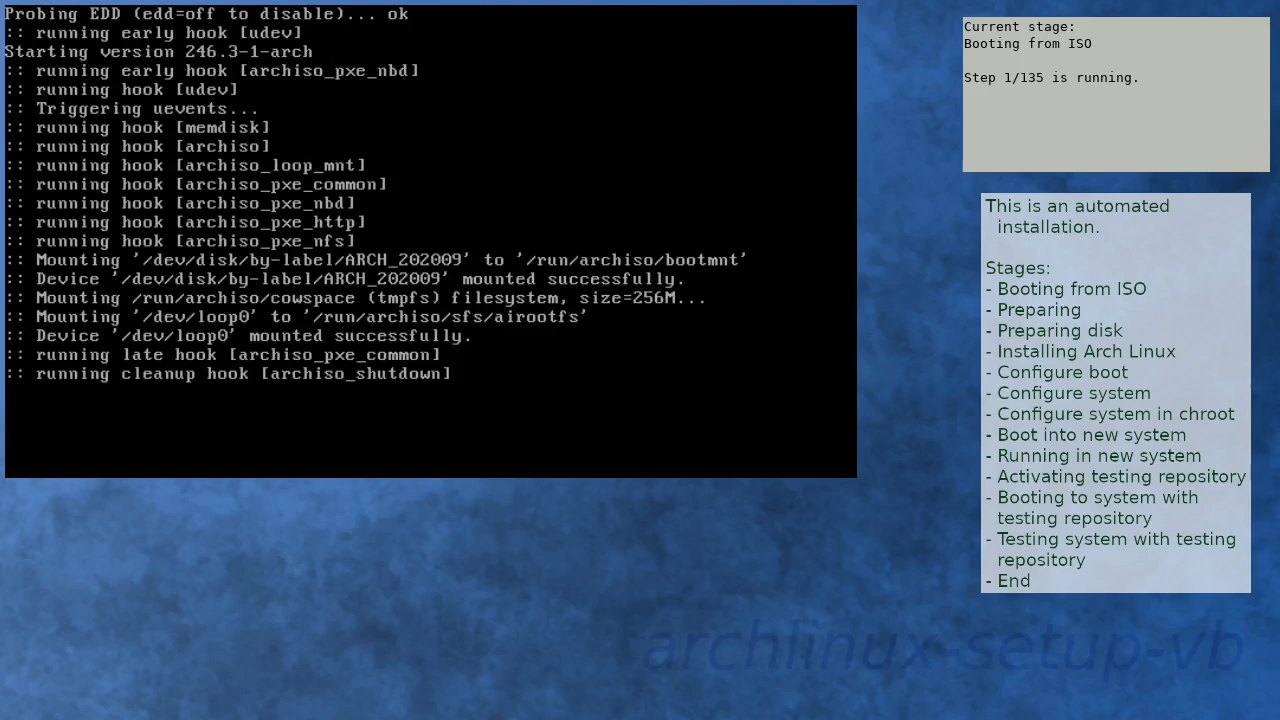 Probing EDD (edd=off to disable)... ok
:: running early hook [udev]
Starting version 246.3-1-arch
:: running early hook [archiso_pxe_nbd]
:: running hook [udev]
:: Triggering uevents...
:: running hook [memdisk]
:: running hook [archiso]
:: running hook [archiso_loop_mnt]
:: running hook [archiso_pxe_common]
:: running hook [archiso_pxe_nbd]
:: running hook [archiso_pxe_http]
:: running hook [archiso_pxe_nfs]
:: Mounting '/dev/disk/by-label/ARCH_202009' to '/run/archiso/bootmnt'
:: Device '/dev/disk/by-label/ARCH_202009' mounted successfully.
:: Mounting /run/archiso/cowspace (tmpfs) filesystem, size=256M...
:: Mounting '/dev/loop0' to '/run/archiso/sfs/airootfs'
:: Device '/dev/loop0' mounted successfully.
:: running late hook [archiso_pxe_common]
:: running cleanup hook [archiso_shutdown]
Current stage:
Booting from ISO
Step 1/135 is running.
This is an automated
installation.
Stages:
- Booting from ISO
- Preparing
- Preparing disk
- Installing Arch Linux
- Configure boot
- Configure system
- Configure system in chroot
- Boot into new system
- Running in new system
- Activating testing repository
- Booting to system with
testing repository
- Testing system with testing
repository
- End
archlinux-setup-vb